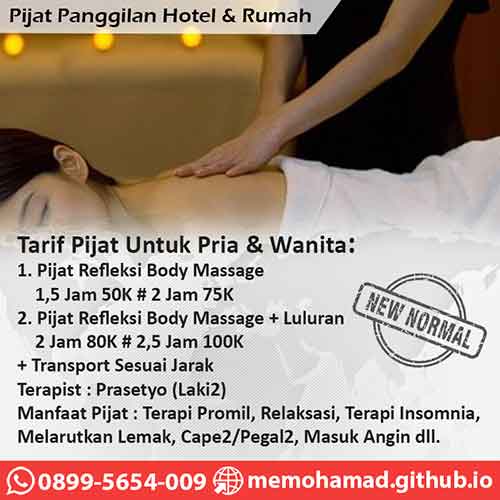 Pijat Panggilan Hotel & Rumah
Tarif Pijat Untuk Pria & Wanita:
1. Pijat Refleksi Body Massage
1,5 Jam 50K # 2 Jam 75K
2. Pijat Refleksi Body Massage + Luluran
2 Jam 80K # 2,5 Jam 100K
+ Transport Sesuai Jarak
Terapist : Prasetyo (Laki2)
Manfaat Pijat : Terapi Promil, Relaksasi, Terapi Insomnia,
Melarutkan Lemak, Cape2/Pegal2, Masuk Angin dll.
NEW NORMAL
0899-5654-009 memohamad.github.io